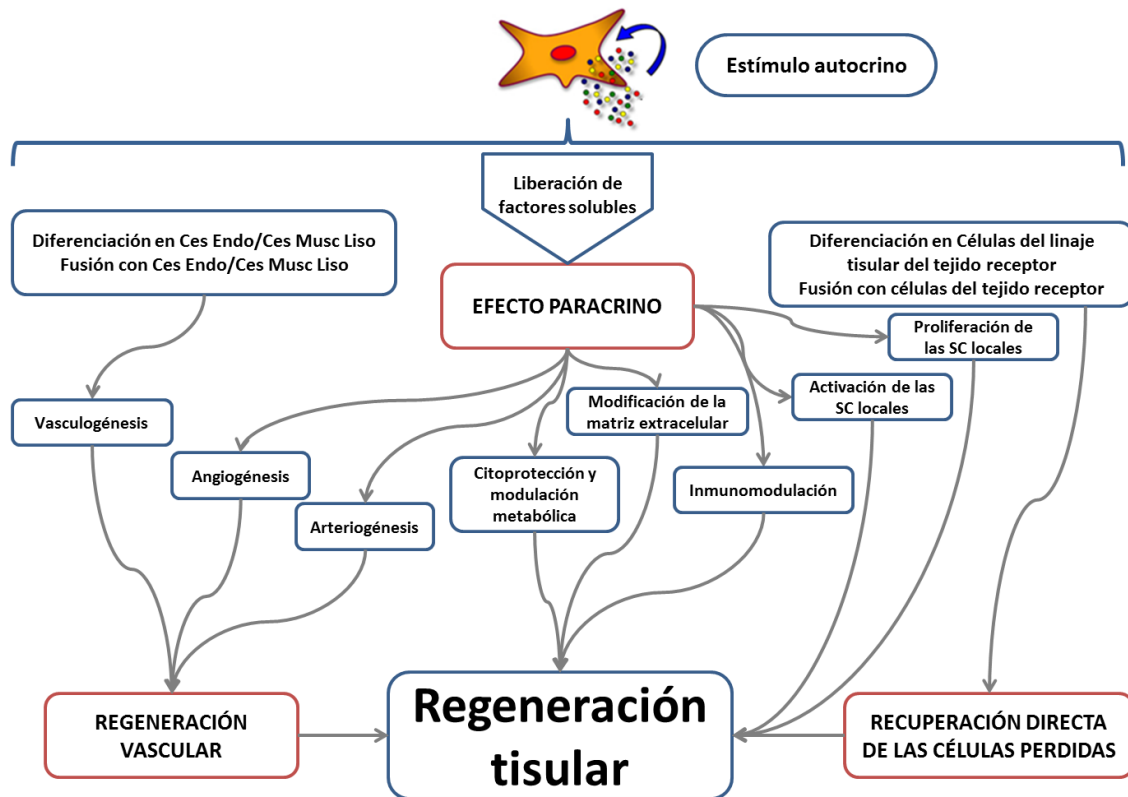 Estímulo autocrino
Liberación de
factores solubles
Diferenciación en Ces Endo/Ces Musc Liso
Fusión con Ces Endo/Ces Musc Liso
EFECTO PARACRINO
Diferenciación en Células del linaje
tisular del tejido receptor
Fusión con células del tejido receptor
Proliferación de
las SC locales
Activación de las
SC locales
Modificación de la
matriz extracelular
Vasculogénesis
Angiogénesis
Arteriogénesis
Citoprotección y
modulación
metabólica
Inmunomodulación
REGENERACIÓN
VASCULAR
Regeneración
tisular
RECUPERACIÓN DIRECTA
DE LAS CÉLULAS PERDIDAS